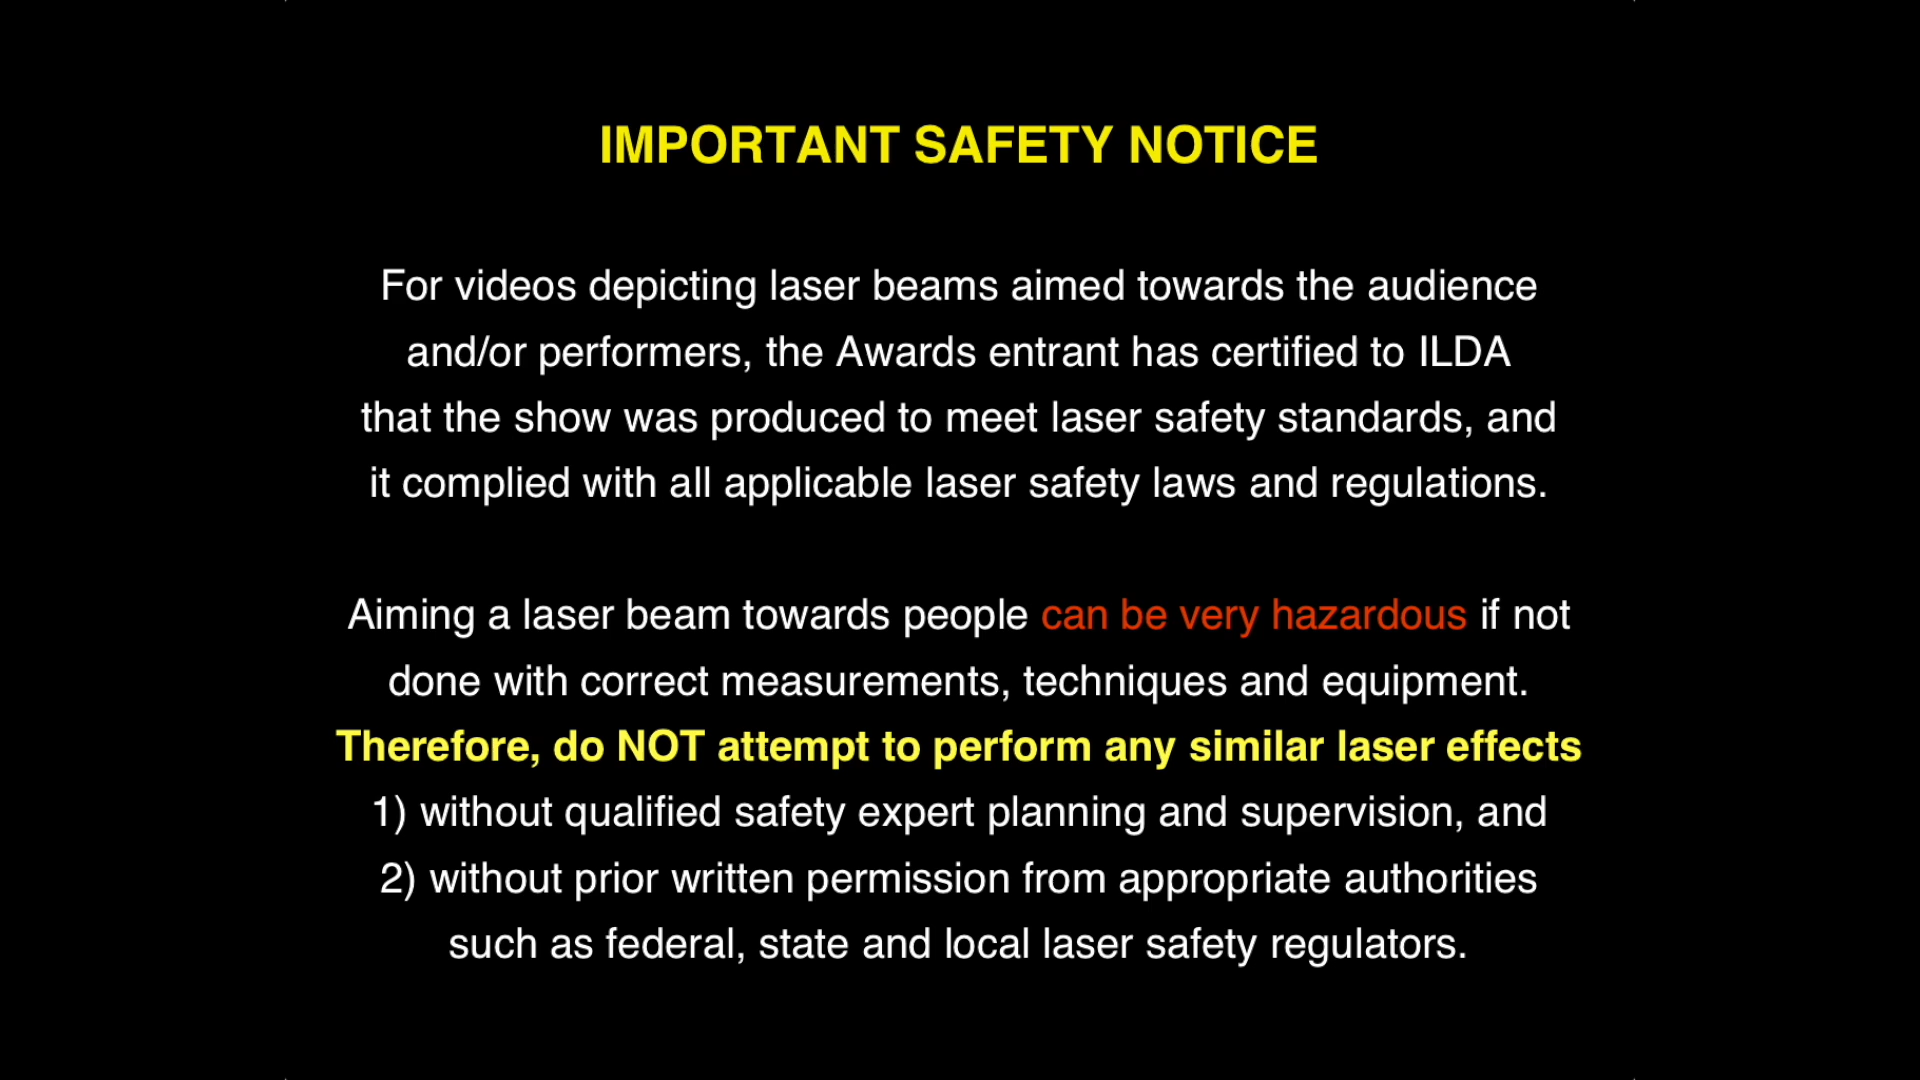 IMPORTANT SAFETY NOTICE
For videos depicting laser beams aimed towards the audience
and/or performers, the Awards entrant has certified to ILDA
that the show was produced to meet laser safety standards, and
it complied with all applicable laser safety laws and regulations.
Aiming a laser beam towards people can be very hazardous if not
done with correct measurements, techniques and equipment.
Therefore, do NOT attempt to perform any similar laser effects
1) without qualified safety expert planning and supervision, and
2) without prior written permission from appropriate authorities
such as federal, state and local laser safety regulators.